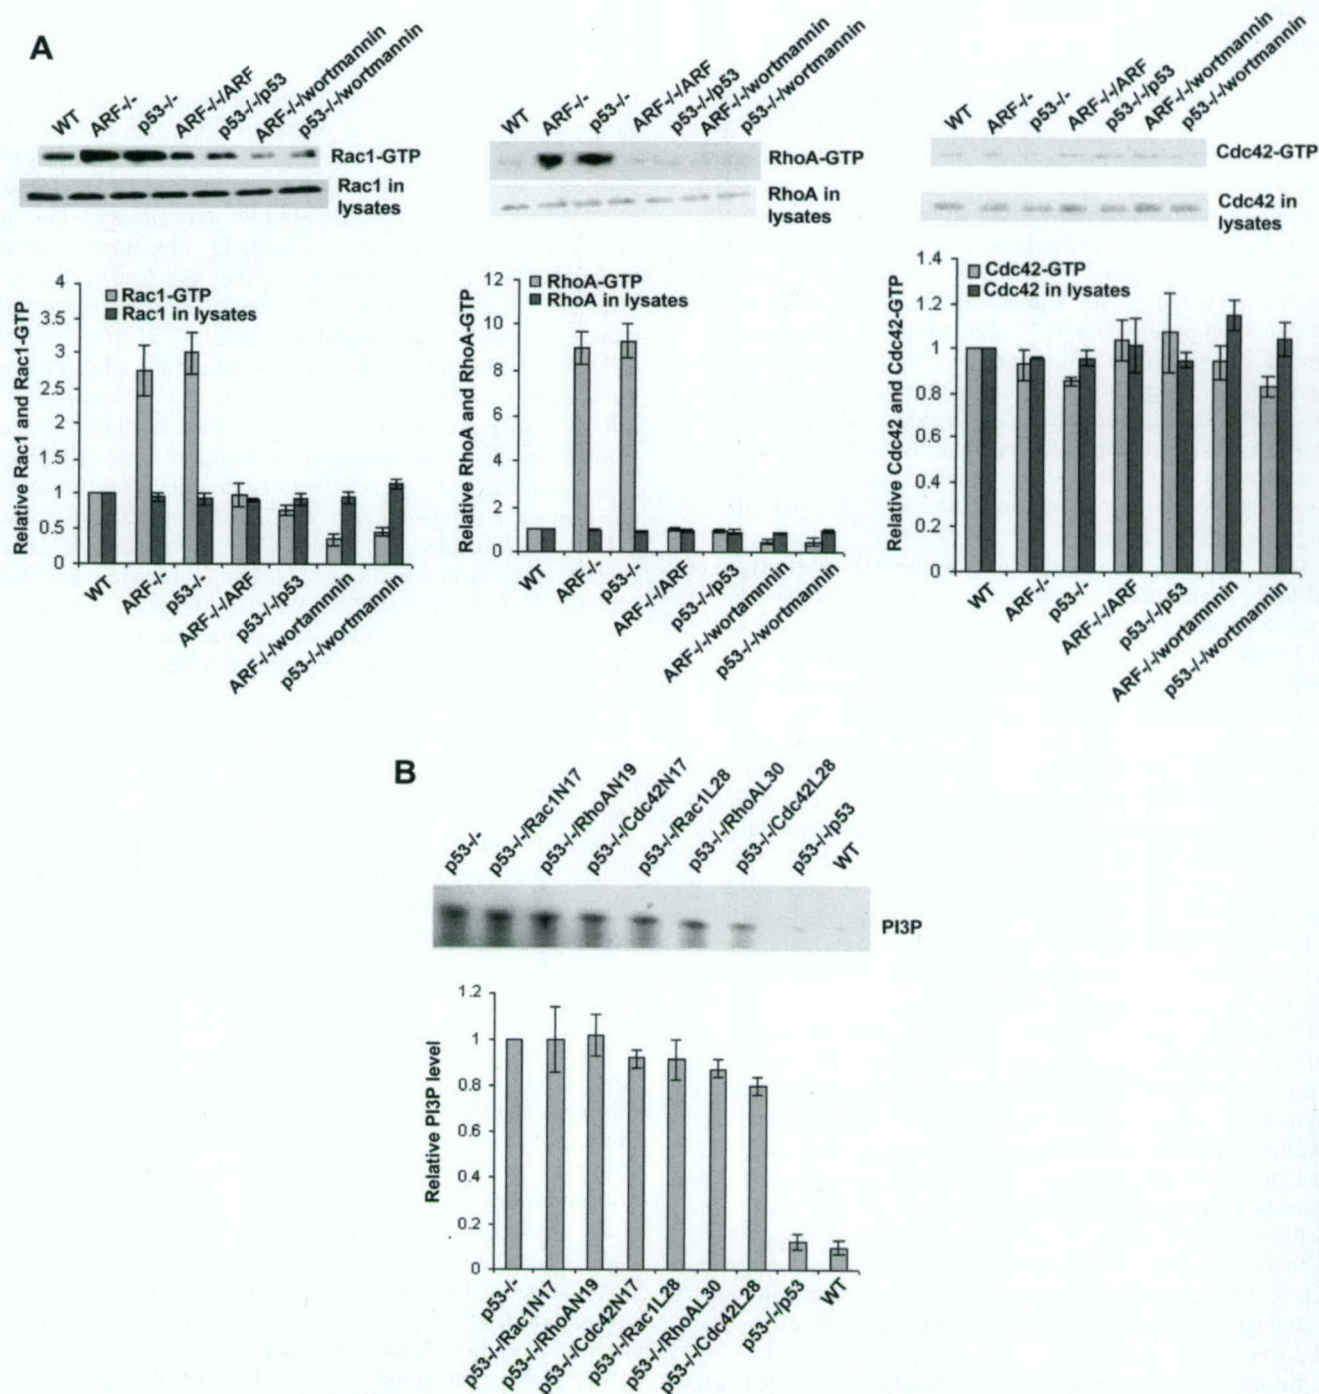 A
WT
ARF-/-
p53-/-
ARF-/-/ARF
p53-/-/p53
ARF-/-/wortmannin
p53-/-/wortmannin
Rac1-GTP
Rac1 in
lysates
4
3.5
3
2.5
2
1.5
1
0.5
0
Relative Rac1 and Rac1-GTP
Rac1-GTP
Rac1 in lysates
WT
ARF-/-
p53-/-
ARF-/-/ARF
p53-/-/p53
ARF-/-/wortamnnin
p53-/-/wortmannin
WT
ARF-/-
p53-/-
ARF-/-/ARF
p53-/-/p53
ARF-/-/wortmannin
p53-/-/wortmannin
RhoA-GTP
RhoA in
lysates
12
10
8
6
4
2
0
Relative RhoA and RhoA-GTP
RhoA-GTP
RhoA in lysates
WT
ARF-/-
p53-/-
ARF-/-/ARF
p53-/-/p53
ARF-/-/wortamnnin
p53-/-/wortmannin
WT
ARF-/-
p53-/-
ARF-/-/ARF
p53-/-/p53
ARF-/-/wortmannin
p53-/-/wortmannin
Cdc42-GTP
Cdc42 in
lysates
1.4
1.2
1
0.8
0.6
0.4
0.2
0
Relative Cdc42 and Cdc42-GTP
Cdc42-GTP
Cdc42 in lysates
WT
ARF-/-
p53-/-
ARF-/-/ARF
p53-/-/p53
ARF-/-/wortamnnin
p53-/-/wortmannin
B
p53-/-
p53-/-/Rac1N17
p53-/-/RhoAN19
p53-/-/Cdc42N17
p53-/-/Rac1L28
p53-/-/RhoAL30
p53-/-/Cdc42L28
p53-/-/p53
WT
PI3P
1.2
1
0.8
0.6
0.4
0.2
0
Relative PI3P level
p53-/-
p53-/-/Rac1N17
p53-/-/RhoAN19
p53-/-/Cdc42N17
p53-/-/Rac1L28
p53-/-/RhoAL30
p53-/-/Cdc42L28
p53-/-/p53
WT